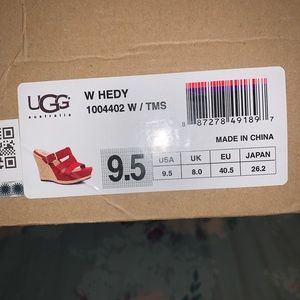 W HEDY
1004402 W / TMS
UGG
australia
8 87278 49189 7
MADE IN CHINA
9.5
USA UK EU JAPAN
9.5 8.0 40.5 26.2